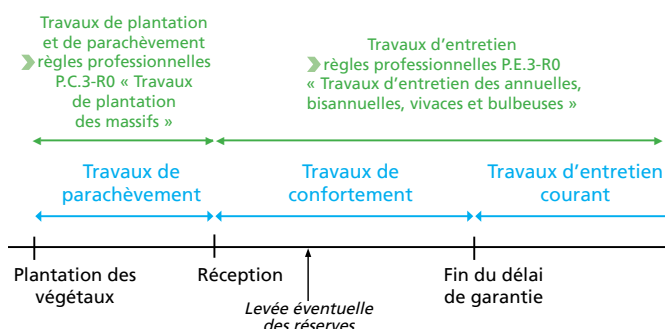 Travaux de plantation
et de parachèvement
règles professionnelles
P.C.3-R0 « Travaux
de plantation
des massifs »
Travaux d'entretien
règles professionnelles P.E.3-R0
« Travaux d'entretien des annuelles,
bisannuelles, vivaces et bulbeuses »
Travaux de
parachèvement
Travaux de
confortement
Travaux d'entretien
courant
Plantation des
végétaux
Réception
Levée éventuelle
des réserves
Fin du délai
de garantie